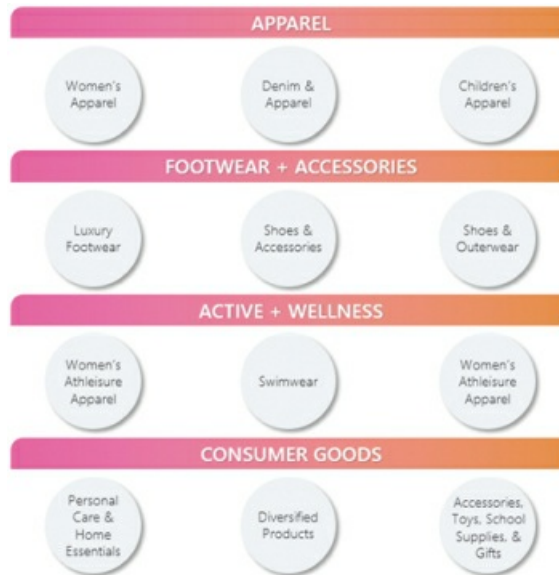 APPAREL
Women's
Apparel
Denim &
Apparel
Children's
Apparel
FOOTWEAR + ACCESSORIES
Luxury
Footwear
Shoes &
Accessories
Shoes &
Outerwear
ACTIVE + WELLNESS
Women's
Athleisure
Apparel
Swimwear
Women's
Athleisure
Apparel
CONSUMER GOODS
Personal
Care &
Home
Essentials
Diversified
Products
Accessories,
Toys, School
Supplies, &
Gifts